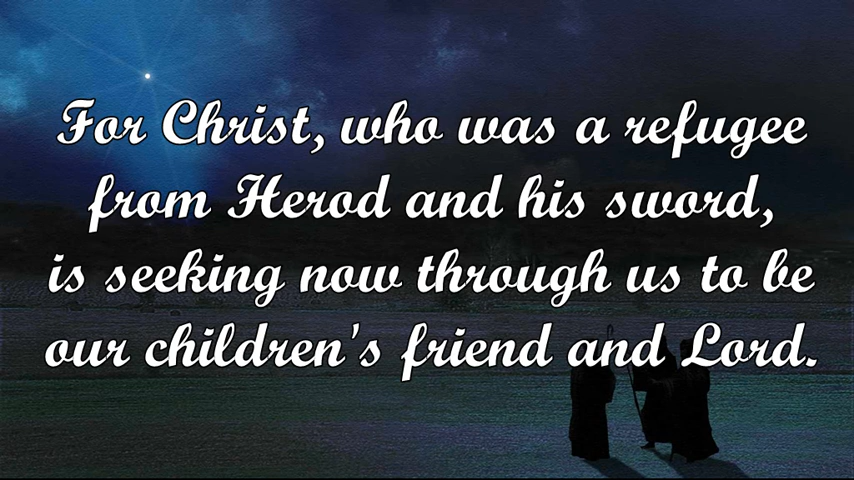 For Christ, who was a refugee
from Herod and his sword,
is seeking now through us to be
our children's friend and Lord.